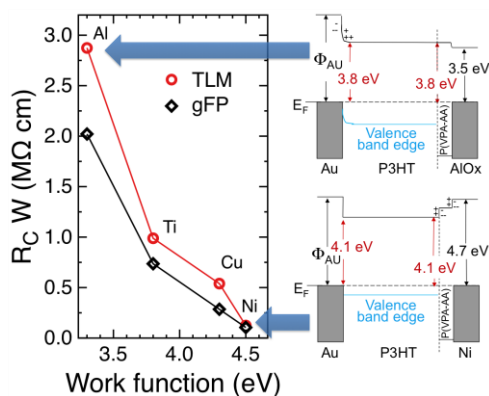 R_C W (MΩ cm)
3.0
2.5
2.0
1.5
1.0
0.5
0.0
Al
TLM
gFP
Ti
Cu
Ni
3.5 4.0 4.5
Work function (eV)
Φ_AU
3.8 eV
3.8 eV
3.5 eV
E_F
Valence
band edge
P(VPA-AA)
Au P3HT AlOx
Φ_AU
4.1 eV
4.1 eV
4.7 eV
E_F
Valence band edge
P(VPA-AA)
Au P3HT Ni